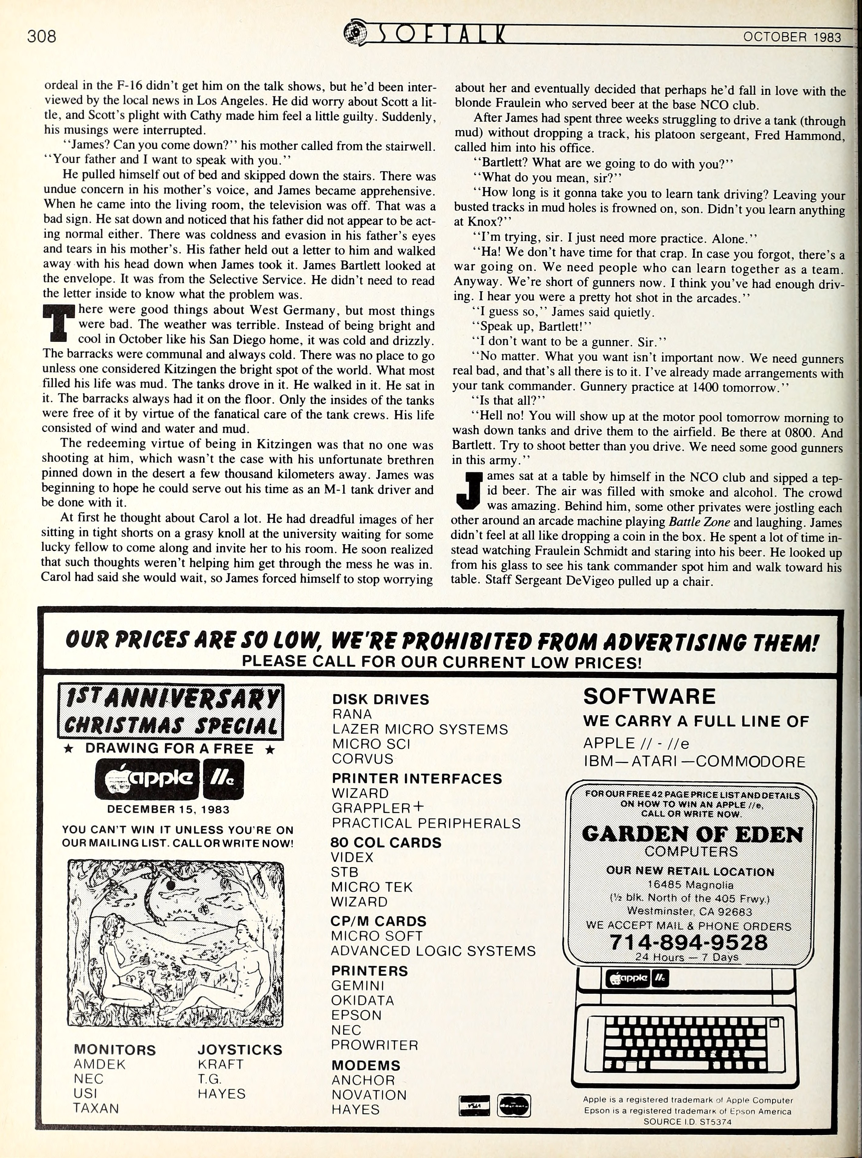 308
SOFTALK
OCTOBER 1983
ordeal in the F-16 didn't get him on the talk shows, but he'd been inter-
viewed by the local news in Los Angeles. He did worry about Scott a lit-
tle, and Scott's plight with Cathy made him feel a little guilty. Suddenly,
his musings were interrupted.
"James? Can you come down?" his mother called from the stairwell.
"Your father and I want to speak with you."
He pulled himself out of bed and skipped down the stairs. There was
undue concern in his mother's voice, and James became apprehensive.
When he came into the living room, the television was off. That was a
bad sign. He sat down and noticed that his father did not appear to be act-
ing normal either. There was coldness and evasion in his father's eyes
and tears in his mother's. His father held out a letter to him and walked
away with his head down when James took it. James Bartlett looked at
the envelope. It was from the Selective Service. He didn't need to read
the letter inside to know what the problem was.
There were good things about West Germany, but most things
were bad. The weather was terrible. Instead of being bright and
cool in October like his San Diego home, it was cold and drizzly.
The barracks were communal and always cold. There was no place to go
unless one considered Kitzingen the bright spot of the world. What most
filled his life was mud. The tanks drove in it. He walked in it. He sat in
it. The barracks always had it on the floor. Only the insides of the tanks
were free of it by virtue of the fanatical care of the tank crews. His life
consisted of wind and water and mud.
The redeeming virtue of being in Kitzingen was that no one was
shooting at him, which wasn't the case with his unfortunate brethren
pinned down in the desert a few thousand kilometers away. James was
beginning to hope he could serve out his time as an M-1 tank driver and
be done with it.
At first he thought about Carol a lot. He had dreadful images of her
sitting in tight shorts on a grassy knoll at the university waiting for some
lucky fellow to come along and invite her to his room. He soon realized
that such thoughts weren't helping him get through the mess he was in.
Carol had said she would wait, so James forced himself to stop worrying
about her and eventually decided that perhaps he'd fall in love with the
blonde Fraulein who served beer at the base NCO club.
After James had spent three weeks struggling to drive a tank (through
mud) without dropping a track, his platoon sergeant, Fred Hammond,
called him into his office.
"Bartlett? What are we going to do with you?"
"What do you mean, sir?"
"How long is it gonna take you to learn tank driving? Leaving your
busted tracks in mud holes is frowned on, son. Didn't you learn anything
at Knox?"
"I'm trying, sir. I just need more practice. Alone."
"Ha! We don't have time for that crap. In case you forgot, there's a
war going on. We need people who can learn together as a team.
Anyway. We're short of gunners now. I think you've had enough driv-
ing. I hear you were a pretty hot shot in the arcades."
"I guess so," James said quietly.
"Speak up, Bartlett!"
"I don't want to be a gunner. Sir."
"No matter. What you want isn't important now. We need gunners
real bad, and that's all there is to it. I've already made arrangements with
your tank commander. Gunnery practice at 1400 tomorrow."
"Is that all?"
"Hell no! You will show up at the motor pool tomorrow morning to
wash down tanks and drive them to the airfield. Be there at 0800. And
Bartlett. Try to shoot better than you drive. We need some good gunners
in this army."
James sat at a table by himself in the NCO club and sipped a tep-
id beer. The air was filled with smoke and alcohol. The crowd
was amazing. Behind him, some other privates were jostling each
other around an arcade machine playing Battle Zone and laughing. James
didn't feel at all like dropping a coin in the box. He spent a lot of time in-
stead watching Fraulein Schmidt and staring into his beer. He looked up
from his glass to see his tank commander spot him and walk toward his
table. Staff Sergeant DeVigeo pulled up a chair.
OUR PRICES ARE SO LOW, WE'RE PROHIBITED FROM ADVERTISING THEM!
PLEASE CALL FOR OUR CURRENT LOW PRICES!
1ST ANNIVERSARY
CHRISTMAS SPECIAL
★ DRAWING FOR A FREE ★
apple //e
DECEMBER 15, 1983
YOU CAN'T WIN IT UNLESS YOU'RE ON
OUR MAILING LIST. CALL OR WRITE NOW!
MONITORS
AMDEK
NEC
USI
TAXAN
JOYSTICKS
KRAFT
T.G.
HAYES
DISK DRIVES
RANA
LAZER MICRO SYSTEMS
MICRO SCI
CORVUS
PRINTER INTERFACES
WIZARD
GRAPPLER+
PRACTICAL PERIPHERALS
80 COL CARDS
VIDEX
STB
MICRO TEK
WIZARD
CP/M CARDS
MICRO SOFT
ADVANCED LOGIC SYSTEMS
PRINTERS
GEMINI
OKIDATA
EPSON
NEC
PROWRITER
MODEMS
ANCHOR
NOVATION
HAYES
VISA
SOFTWARE
WE CARRY A FULL LINE OF
APPLE // - //e
IBM—ATARI—COMMODORE
FOR OUR FREE 42 PAGE PRICE LIST AND DETAILS
ON HOW TO WIN AN APPLE //e,
CALL OR WRITE NOW.
GARDEN OF EDEN
COMPUTERS
OUR NEW RETAIL LOCATION
16485 Magnolia
(½ blk. North of the 405 Frwy.)
Westminster, CA 92683
WE ACCEPT MAIL & PHONE ORDERS
714-894-9528
24 Hours — 7 Days
apple //e
Apple is a registered trademark of Apple Computer
Epson is a registered trademark of Epson America
SOURCE I.D. ST5374